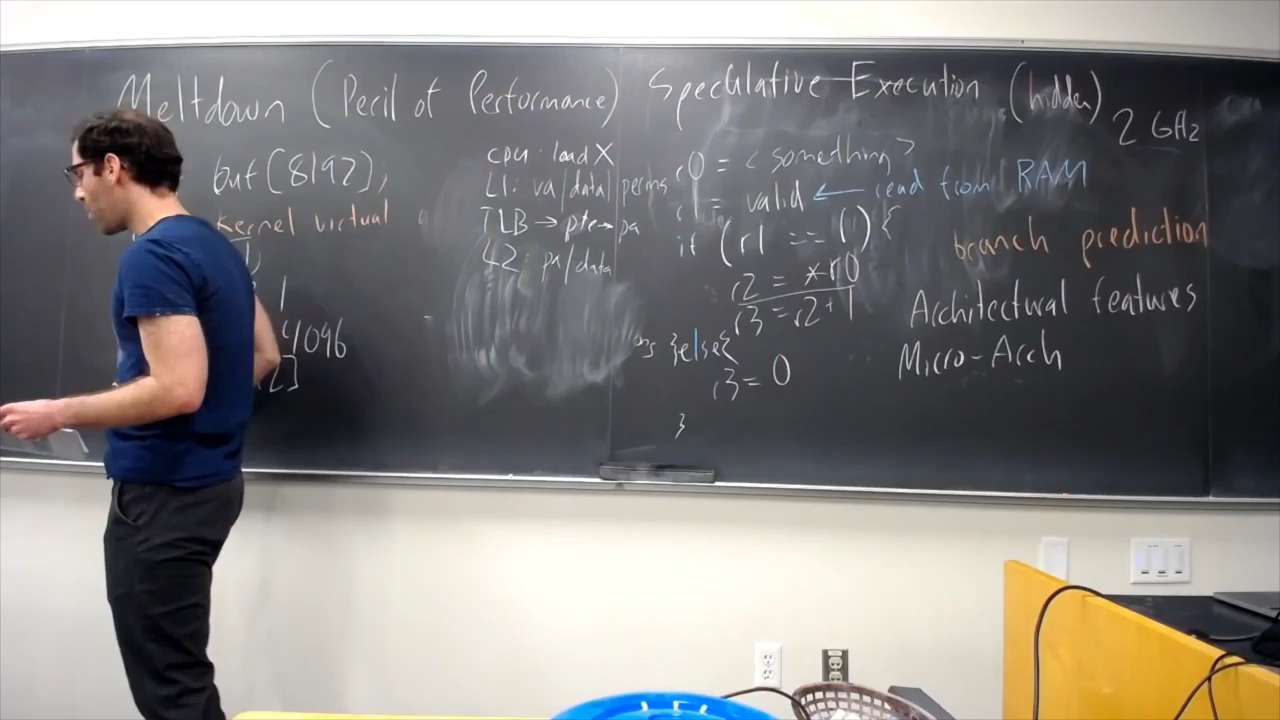 Meltdown (Peril of Performance)
buf[8192];
kernel virtual
1
4096
2]
cpu: load X
L1: va/data/perms
TLB → pte → pa
L2: pa/data
Speculative Execution (hidden)
2 GHz
r0 = <something>
r1 = valid ← read from RAM
if (r1 == 1) {
r2 = *r0
r3 = r2+1
} else {
r3 = 0
}
branch prediction
Architectural features
Micro-Arch